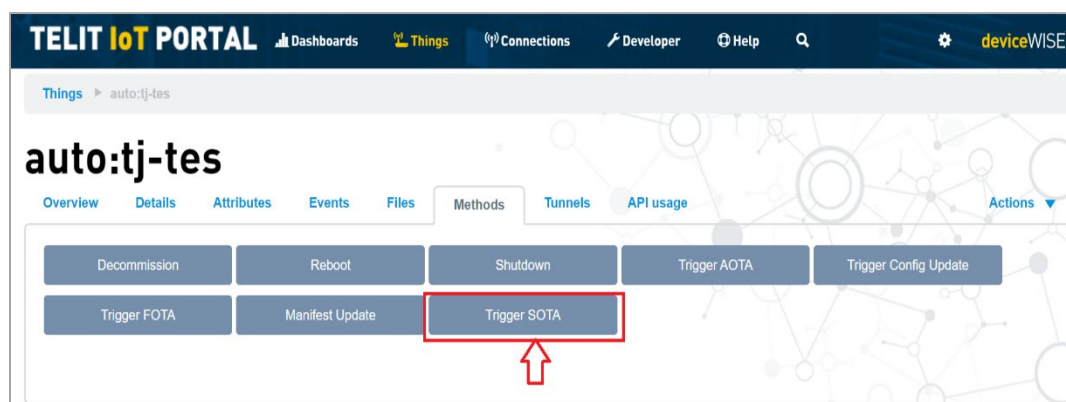 TELIT IoT PORTAL Dashboards Things Connections Developer Help deviceWISE
Things auto:tj-tes
auto:tj-tes
Overview Details Attributes Events Files Methods Tunnels API usage Actions
Decommission Reboot Shutdown Trigger AOTA Trigger Config Update
Trigger FOTA Manifest Update Trigger SOTA